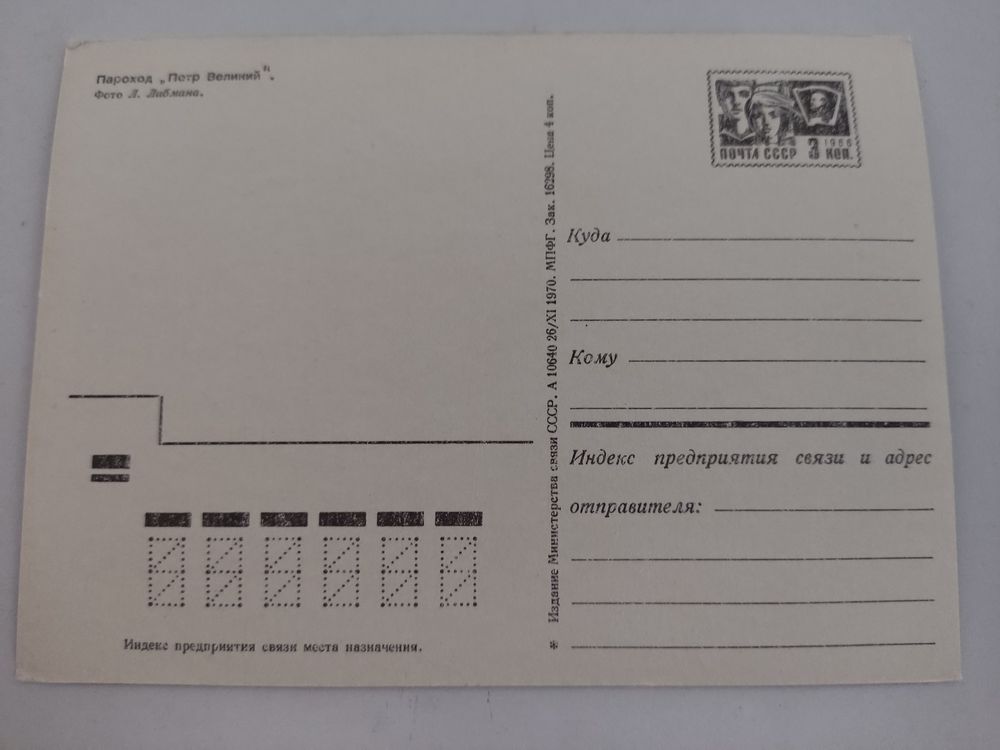 Пароход „Петр Великий".
Фото Л. Лабмана.
ПОЧТА СССР 3 КОП.
1966
Куда
Кому
Индекс предприятия связи и адрес
отправителя:
* Издание Министерства связи СССР. А 10640 26/XI 1970. МПФГ. Зак. 16298. Цена 4 коп.
Индекс предприятия связи места назначения.